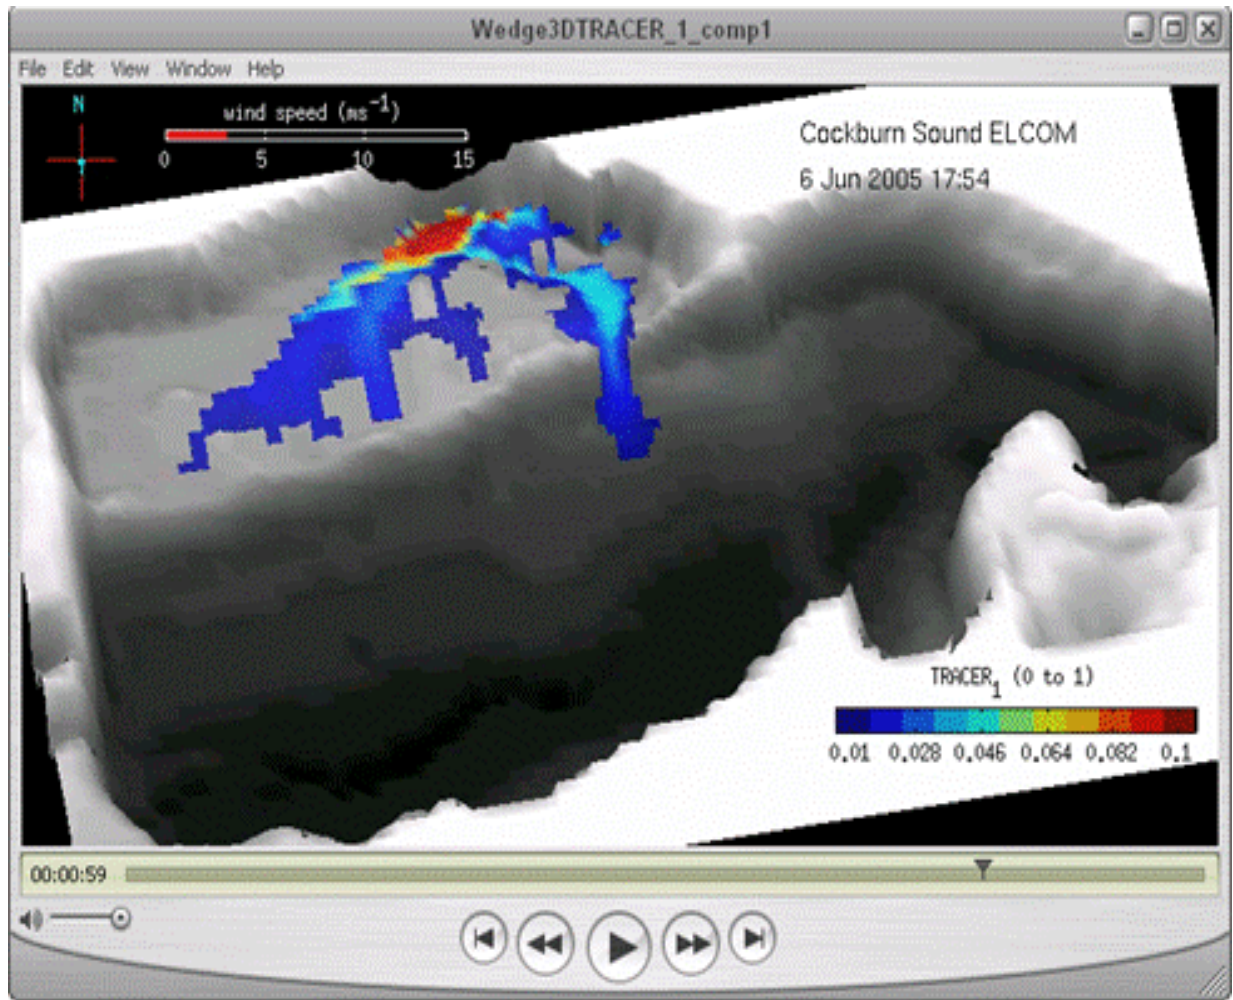 Wedge3DTRACER_1_comp1
File Edit View Window Help
N
wind speed (ms⁻¹)
0 5 10 15
Cockburn Sound ELCOM
6 Jun 2005 17:54
TRACER₁ (0 to 1)
0.01 0.028 0.046 0.064 0.082 0.1
00:00:59